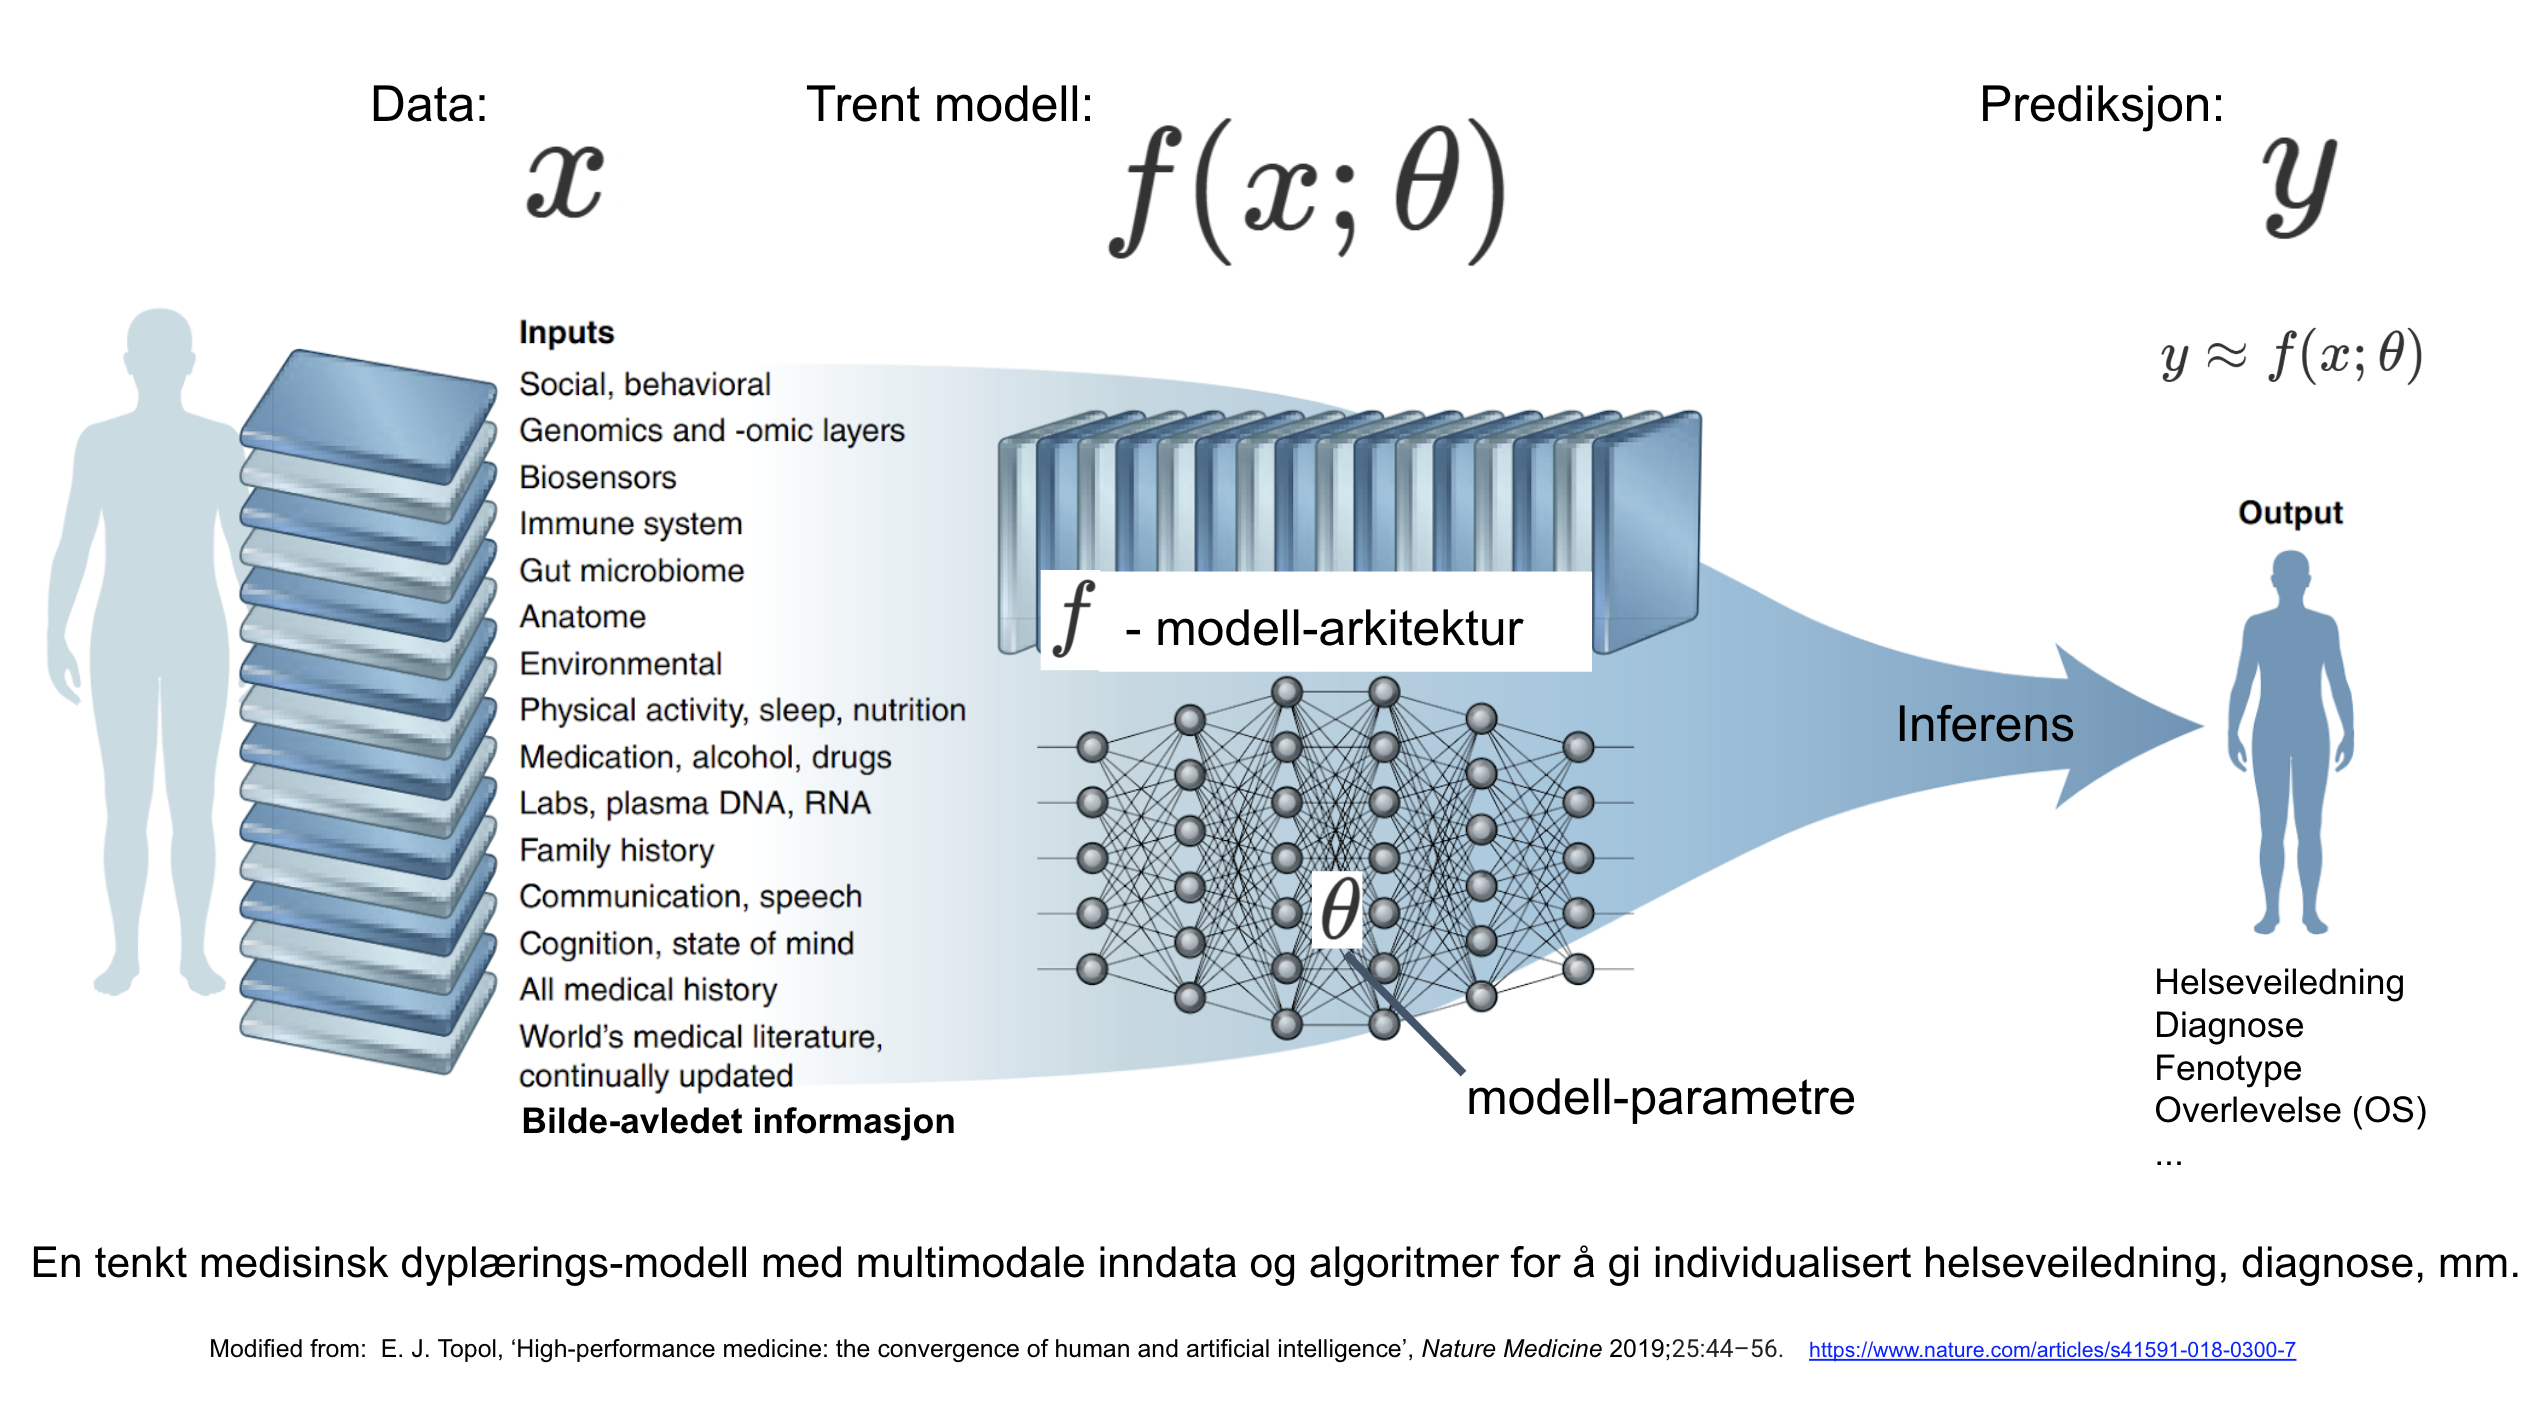 Data:
x
Trent modell:
f(x; θ)
Prediksjon:
y
y ≈ f(x; θ)
Inputs
Social, behavioral
Genomics and -omic layers
Biosensors
Immune system
Gut microbiome
Anatome
Environmental
Physical activity, sleep, nutrition
Medication, alcohol, drugs
Labs, plasma DNA, RNA
Family history
Communication, speech
Cognition, state of mind
All medical history
World’s medical literature,
continually updated
Bilde-avledet informasjon
f - modell-arkitektur
θ
modell-parametre
Inferens
Output
Helseveiledning
Diagnose
Fenotype
Overlevelse (OS)
...
En tenkt medisinsk dyplærings-modell med multimodale inndata og algoritmer for å gi individualisert helseveiledning, diagnose, mm.
Modified from: E. J. Topol, ‘High-performance medicine: the convergence of human and artificial intelligence’, Nature Medicine 2019;25:44–56. https://www.nature.com/articles/s41591-018-0300-7